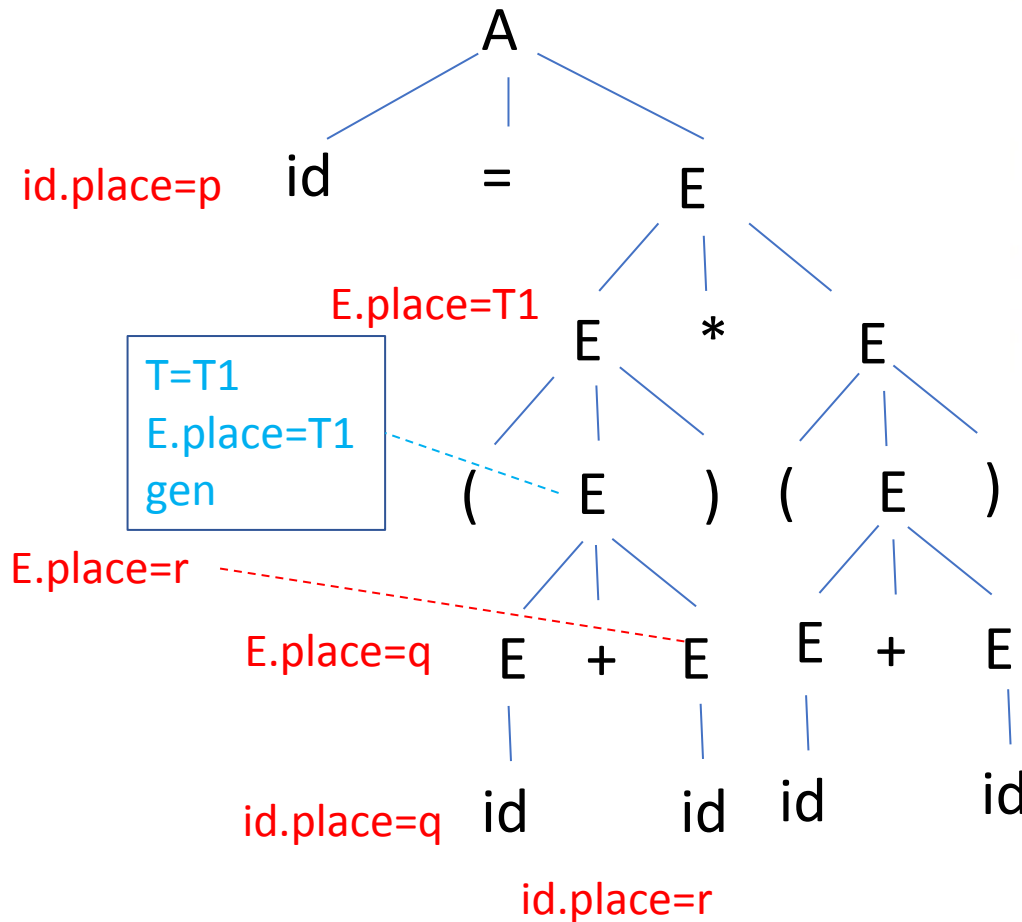 A
id.place=p id = E
E.place=T1 E * E
T=T1
E.place=T1
gen
( E ) ( E )
E.place=r
E.place=q E + E E + E
id.place=q id id id id
id.place=r